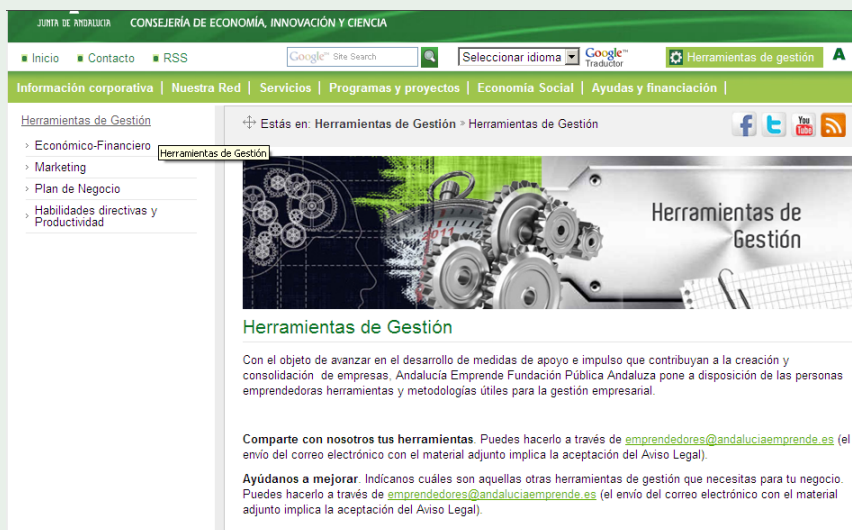 JUNTA DE ANDALUCIA CONSEJERÍA DE ECONOMÍA, INNOVACIÓN Y CIENCIA
Inicio Contacto RSS
Google™ Site Search
Seleccionar idioma
Google™ Traductor
Herramientas de gestión
A
Información corporativa | Nuestra Red | Servicios | Programas y proyectos | Economía Social | Ayudas y financiación |
Herramientas de Gestión
Económico-Financiero
Herramientas de Gestión
Marketing
Plan de Negocio
Habilidades directivas y
Productividad
Estás en: Herramientas de Gestión » Herramientas de Gestión
You
Tube
2011
Herramientas de
Gestión
Herramientas de Gestión
Con el objeto de avanzar en el desarrollo de medidas de apoyo e impulso que contribuyan a la creación y
consolidación de empresas, Andalucía Emprende Fundación Pública Andaluza pone a disposición de las personas
emprendedoras herramientas y metodologías útiles para la gestión empresarial.
Comparte con nosotros tus herramientas. Puedes hacerlo a través de emprendedores@andaluciaemprende.es (el
envío del correo electrónico con el material adjunto implica la aceptación del Aviso Legal).
Ayúdanos a mejorar. Indícanos cuáles son aquellas otras herramientas de gestión que necesitas para tu negocio.
Puedes hacerlo a través de emprendedores@andaluciaemprende.es (el envío del correo electrónico con el material
adjunto implica la aceptación del Aviso Legal).